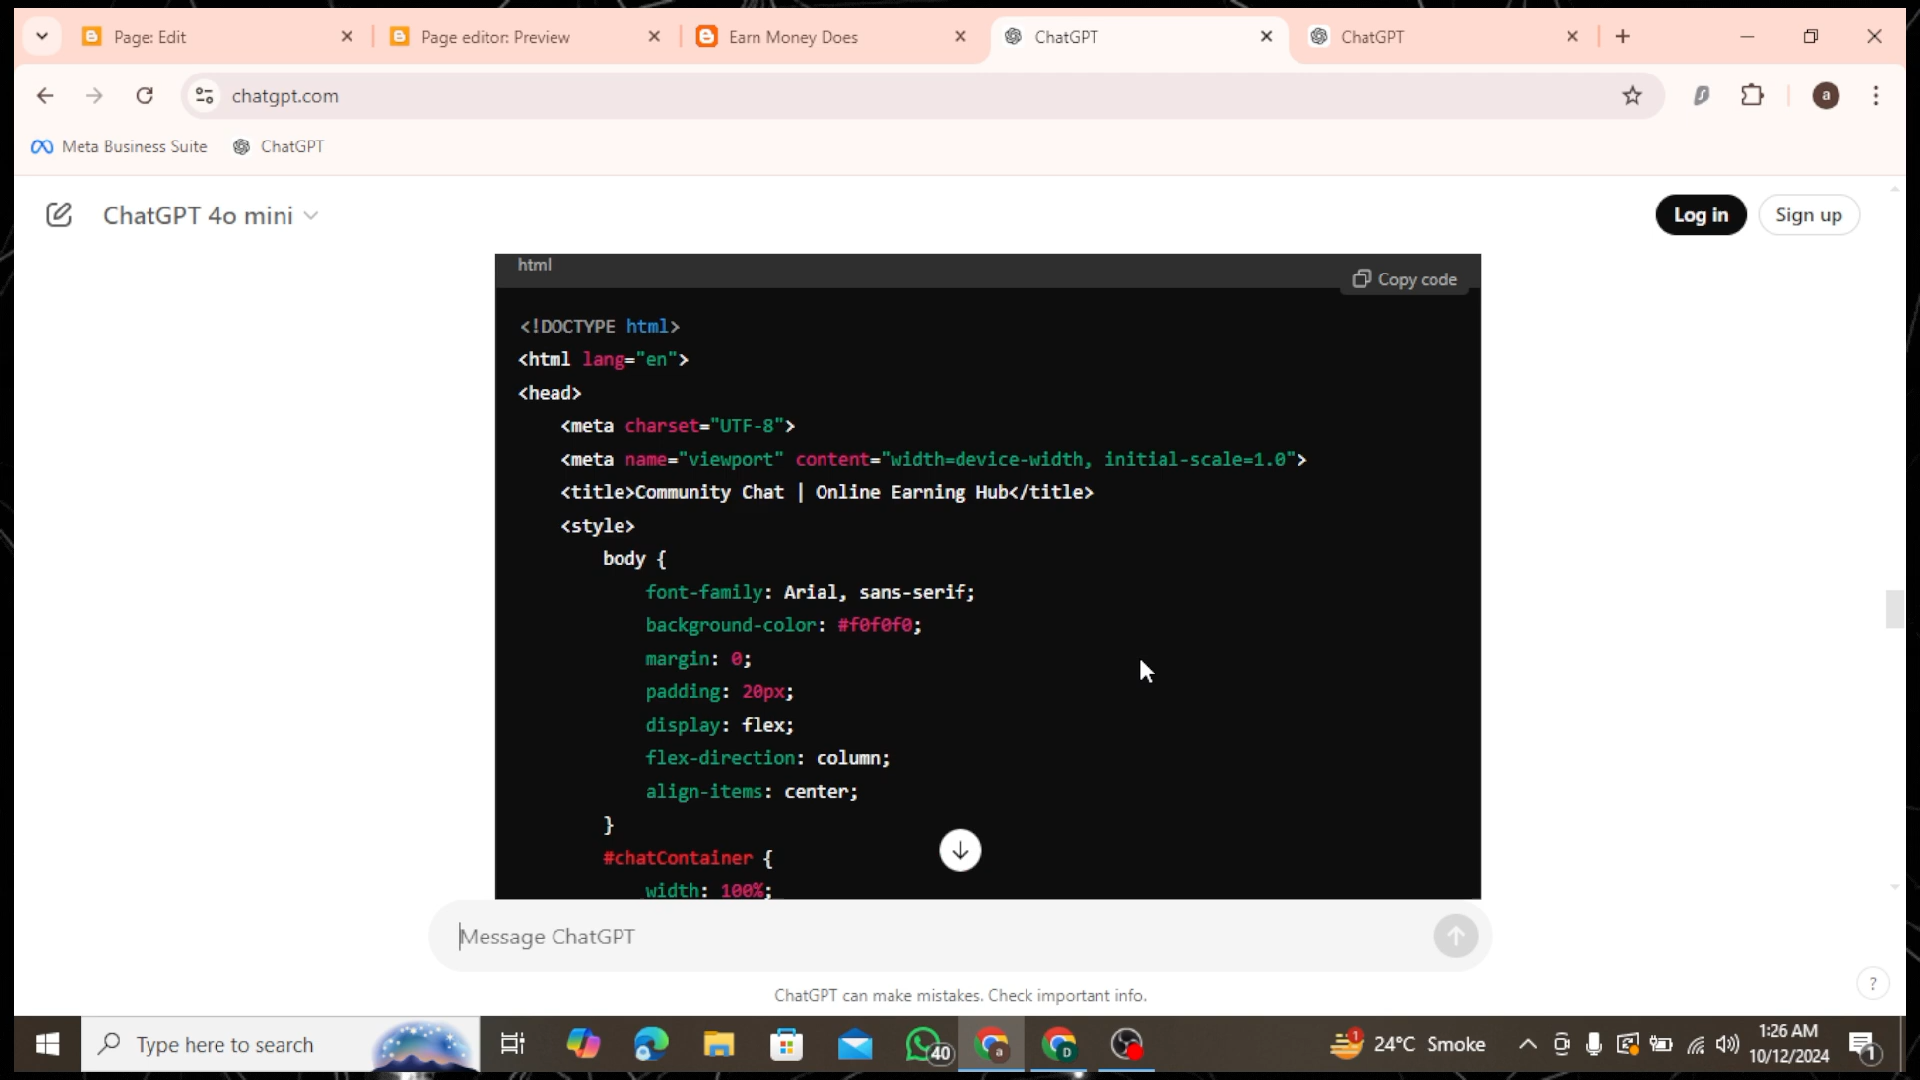 Page: Edit
Page editor: Preview
Earn Money Does
ChatGPT
ChatGPT
chatgpt.com
a
Meta Business Suite
ChatGPT
ChatGPT 4o mini
Log in
Sign up
html
Copy code
<!DOCTYPE html>
<html lang="en">
<head>
<meta charset="UTF-8">
<meta name="viewport" content="width=device-width, initial-scale=1.0">
<title>Community Chat | Online Earning Hub</title>
<style>
body {
font-family: Arial, sans-serif;
background-color: #f0f0f0;
margin: 0;
padding: 20px;
display: flex;
flex-direction: column;
align-items: center;
}
#chatContainer {
width: 100%;
Message ChatGPT
ChatGPT can make mistakes. Check important info.
?
Type here to search
40
a
D
1
24°C Smoke
1:26 AM
10/12/2024
1